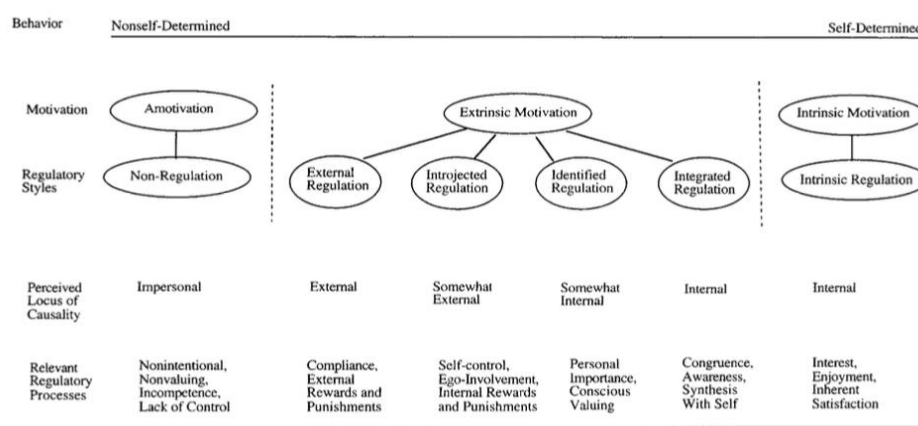 Behavior Nonself-Determined Self-Determined
Motivation Amotivation Extrinsic Motivation Intrinsic Motivation
Regulatory
Styles
Non-Regulation
External
Regulation
Introjected
Regulation
Identified
Regulation
Integrated
Regulation
Intrinsic Regulation
Perceived
Locus of
Causality
Impersonal
External
Somewhat
External
Somewhat
Internal
Internal
Internal
Relevant
Regulatory
Processes
Nonintentional,
Nonvaluing,
Incompetence,
Lack of Control
Compliance,
External
Rewards and
Punishments
Self-control,
Ego-Involvement,
Internal Rewards
and Punishments
Personal
Importance,
Conscious
Valuing
Congruence,
Awareness,
Synthesis
With Self
Interest,
Enjoyment,
Inherent
Satisfaction